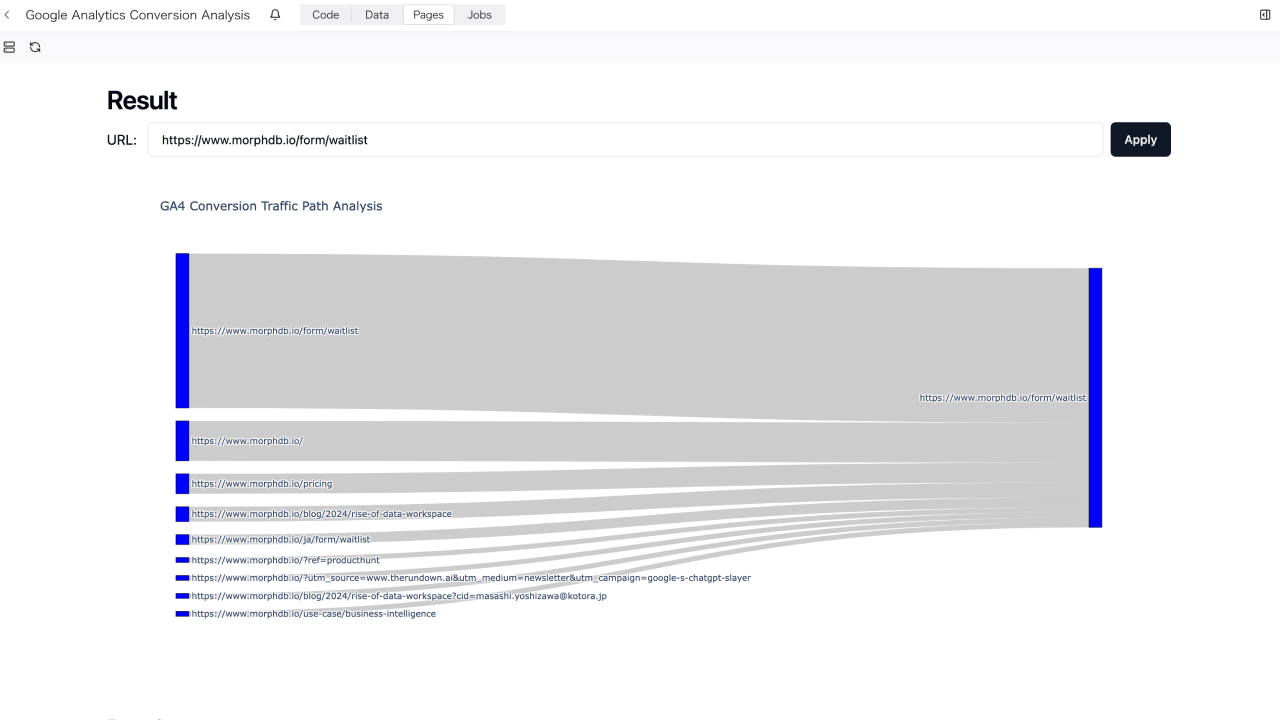 Google Analytics Conversion Analysis
Code
Data
Pages
Jobs
Result
URL:
https://www.morphdb.io/form/waitlist
Apply
GA4 Conversion Traffic Path Analysis
https://www.morphdb.io/form/waitlist
https://www.morphdb.io/form/waitlist
https://www.morphdb.io/
https://www.morphdb.io/pricing
https://www.morphdb.io/blog/2024/rise-of-data-workspace
https://www.morphdb.io/ja/form/waitlist
https://www.morphdb.io/?ref=producthunt
https://www.morphdb.io/?utm_source=www.therundown.ai&utm_medium=newsletter&utm_campaign=google-s-chatgpt-slayer
https://www.morphdb.io/blog/2024/rise-of-data-workspace?cid=masashi.yoshizawa@kotora.jp
https://www.morphdb.io/use-case/business-intelligence